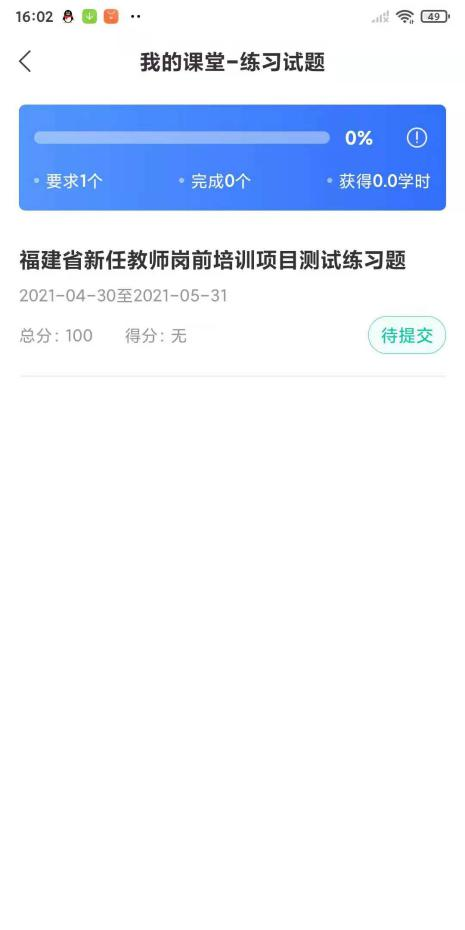 16:02
49
我的课堂-练习试题
0%
要求1个 完成0个 获得0.0学时
福建省新任教师岗前培训项目测试练习题
2021-04-30至2021-05-31
总分: 100 得分: 无 待提交